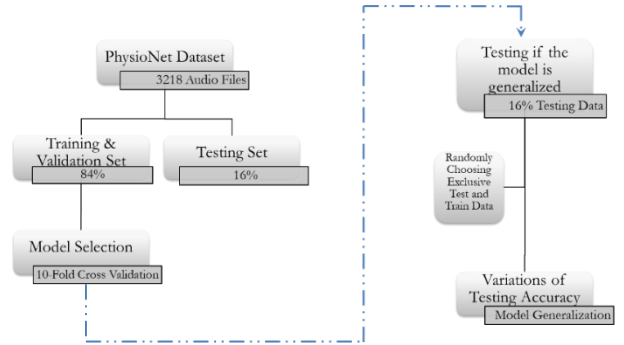 PhysioNet Dataset
3218 Audio Files
Training &
Validation Set
84%
Testing Set
16%
Model Selection
10-Fold Cross Validation
Testing if the
model is
generalized
16% Testing Data
Randomly
Choosing
Exclusive
Test and
Train Data
Variations of
Testing Accuracy
Model Generalization